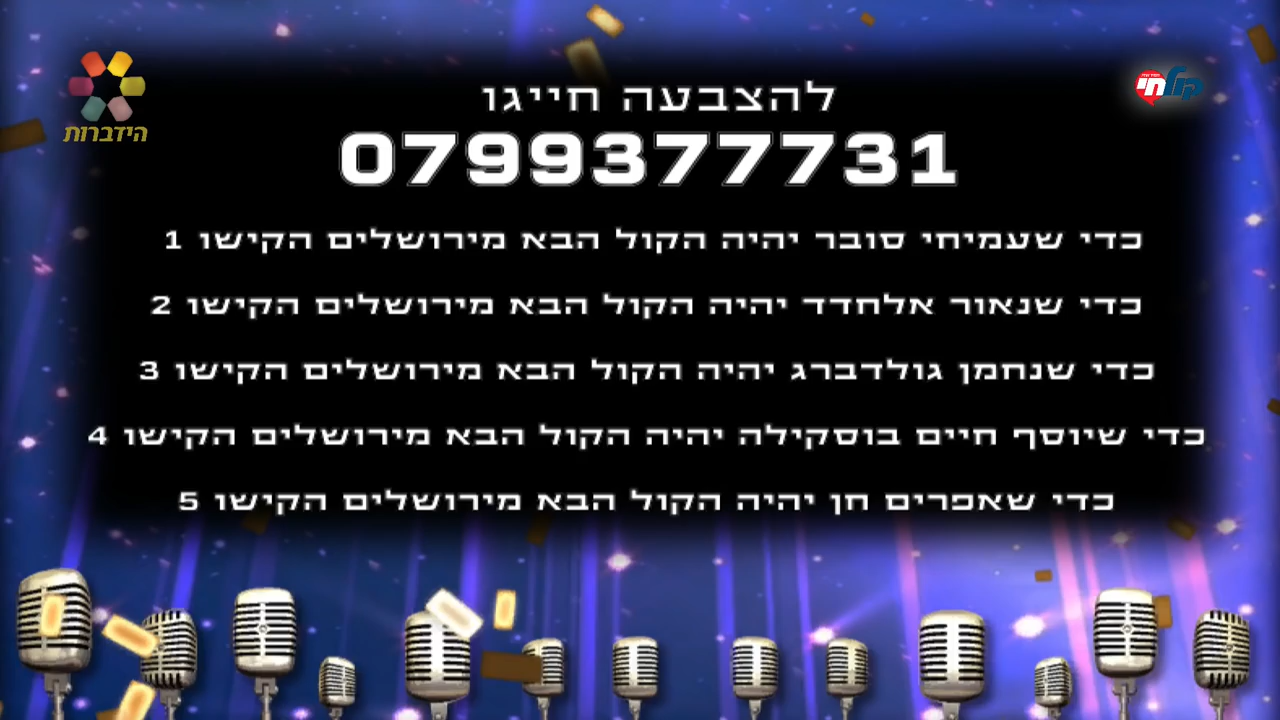 הידברות
קול חי
להצבעה חייגו
0799377731
כדי שעמיחי סובר יהיה הקול הבא מירושלים הקישו 1
כדי שנאור אלחדד יהיה הקול הבא מירושלים הקישו 2
כדי שנחמן גולדברג יהיה הקול הבא מירושלים הקישו 3
כדי שיוסף חיים בוסקילה יהיה הקול הבא מירושלים הקישו 4
כדי שאפרים חן יהיה הקול הבא מירושלים הקישו 5